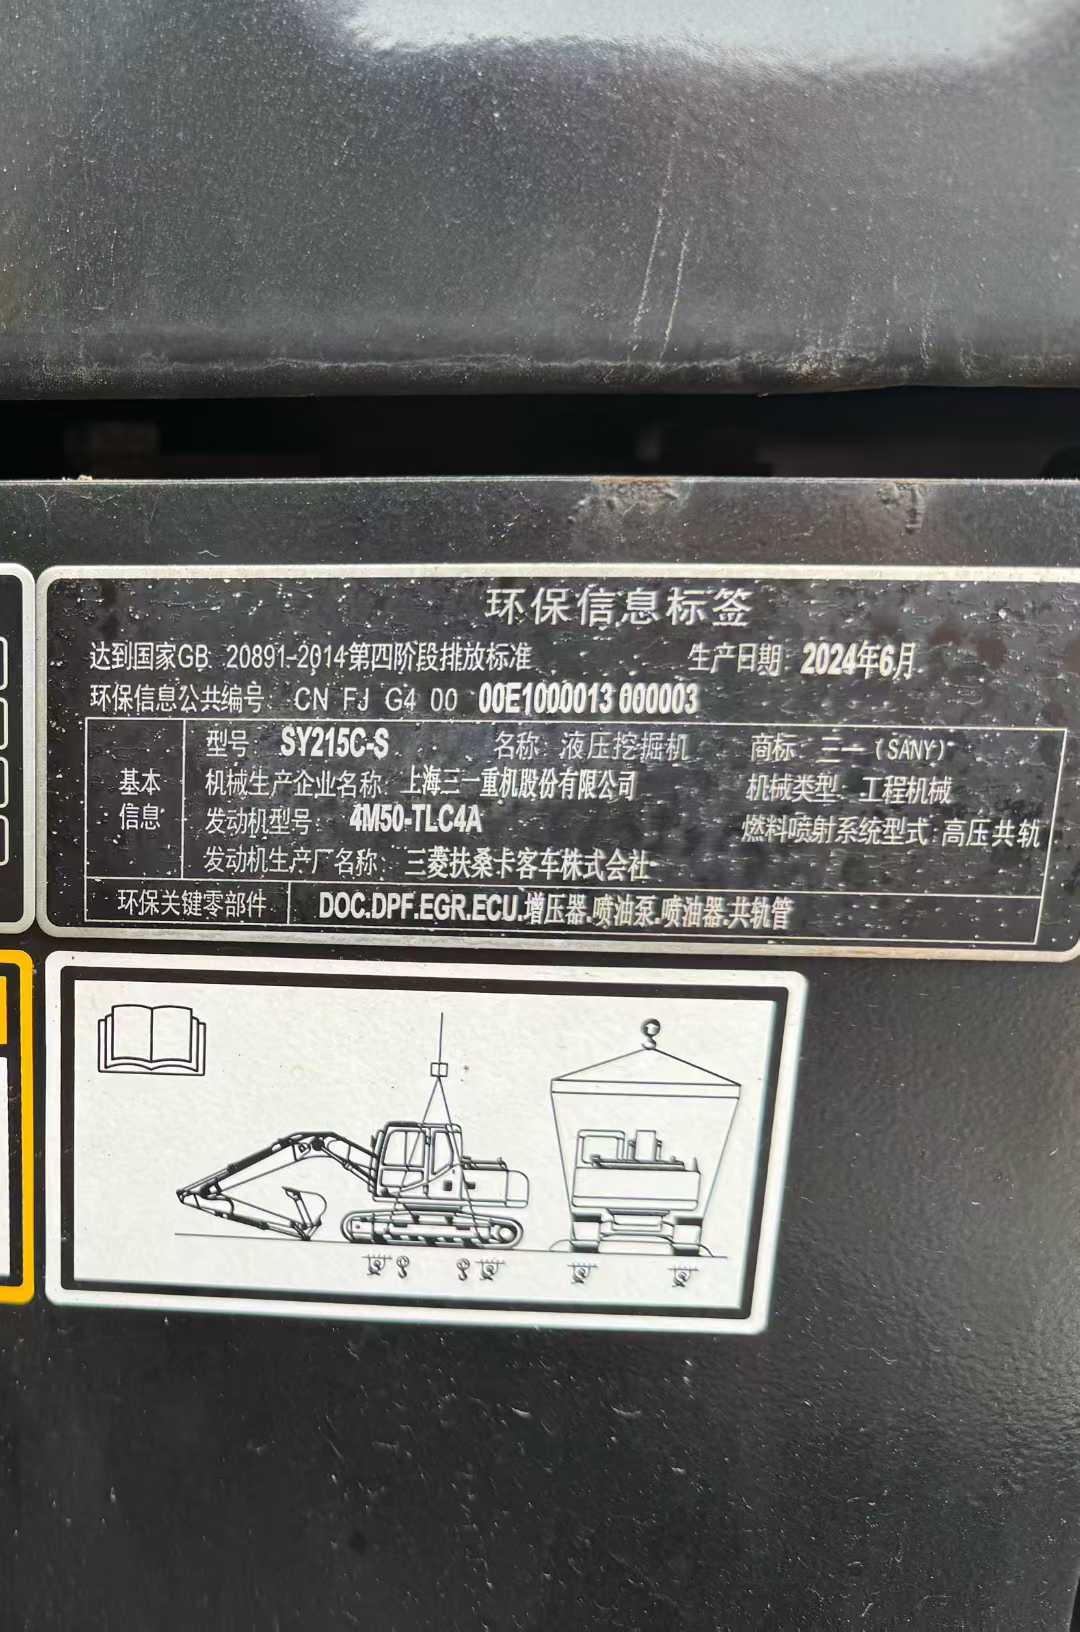 环保信息标签
达到国家GB 20891-2014第四阶段排放标准 生产日期: 2024年6月
环保信息公共编号: CN FJ G4 00 00E1000013 000003
基本信息
型号: SY215C-S 名称: 液压挖掘机 商标: 三一(SANY)
机械生产企业名称: 上海三一重机股份有限公司 机械类型: 工程机械
发动机型号: 4M50-TLC4A 燃料喷射系统型式: 高压共轨
发动机生产厂名称: 三菱扶桑卡客车株式会社
环保关键零部件 DOC.DPF.EGR.ECU.增压器.喷油泵.喷油器.共轨管